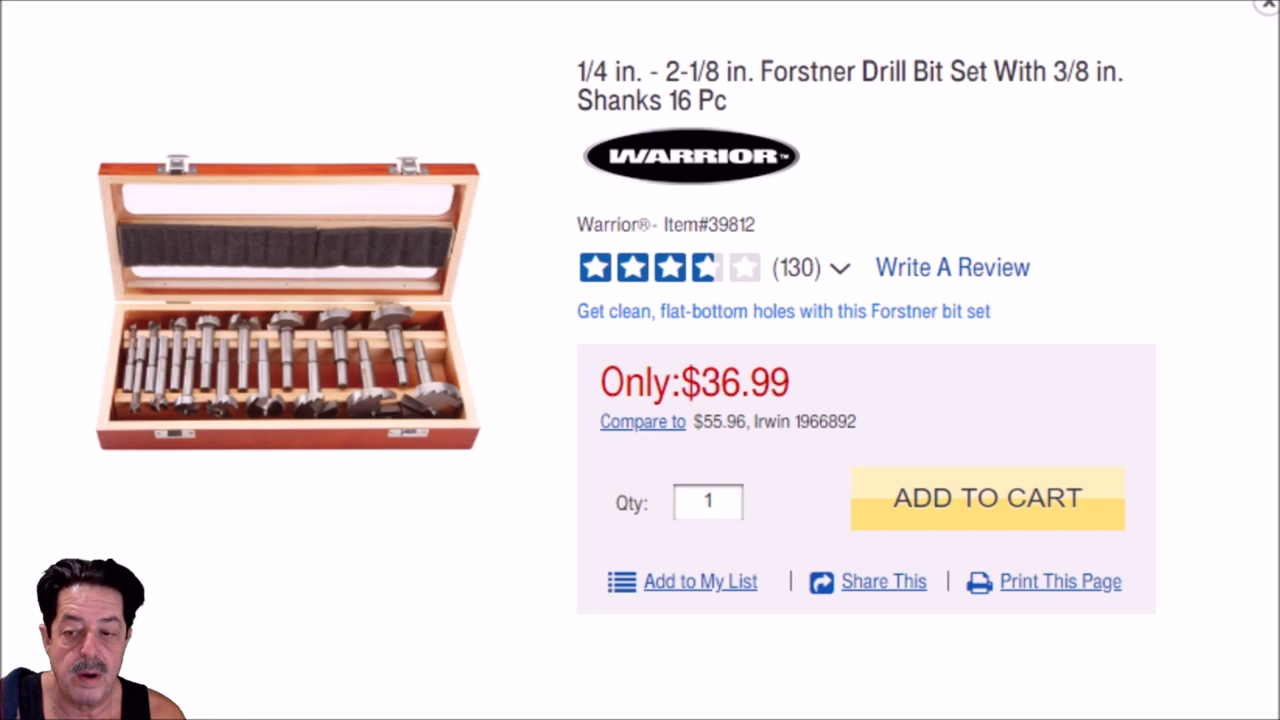 1/4 in. - 2-1/8 in. Forstner Drill Bit Set With 3/8 in.
Shanks 16 Pc
WARRIOR™
Warrior®- Item#39812
(130) Write A Review
Get clean, flat-bottom holes with this Forstner bit set
Only:$36.99
Compare to $55.96, Irwin 1966892
Qty: 1 ADD TO CART
Add to My List | Share This | Print This Page